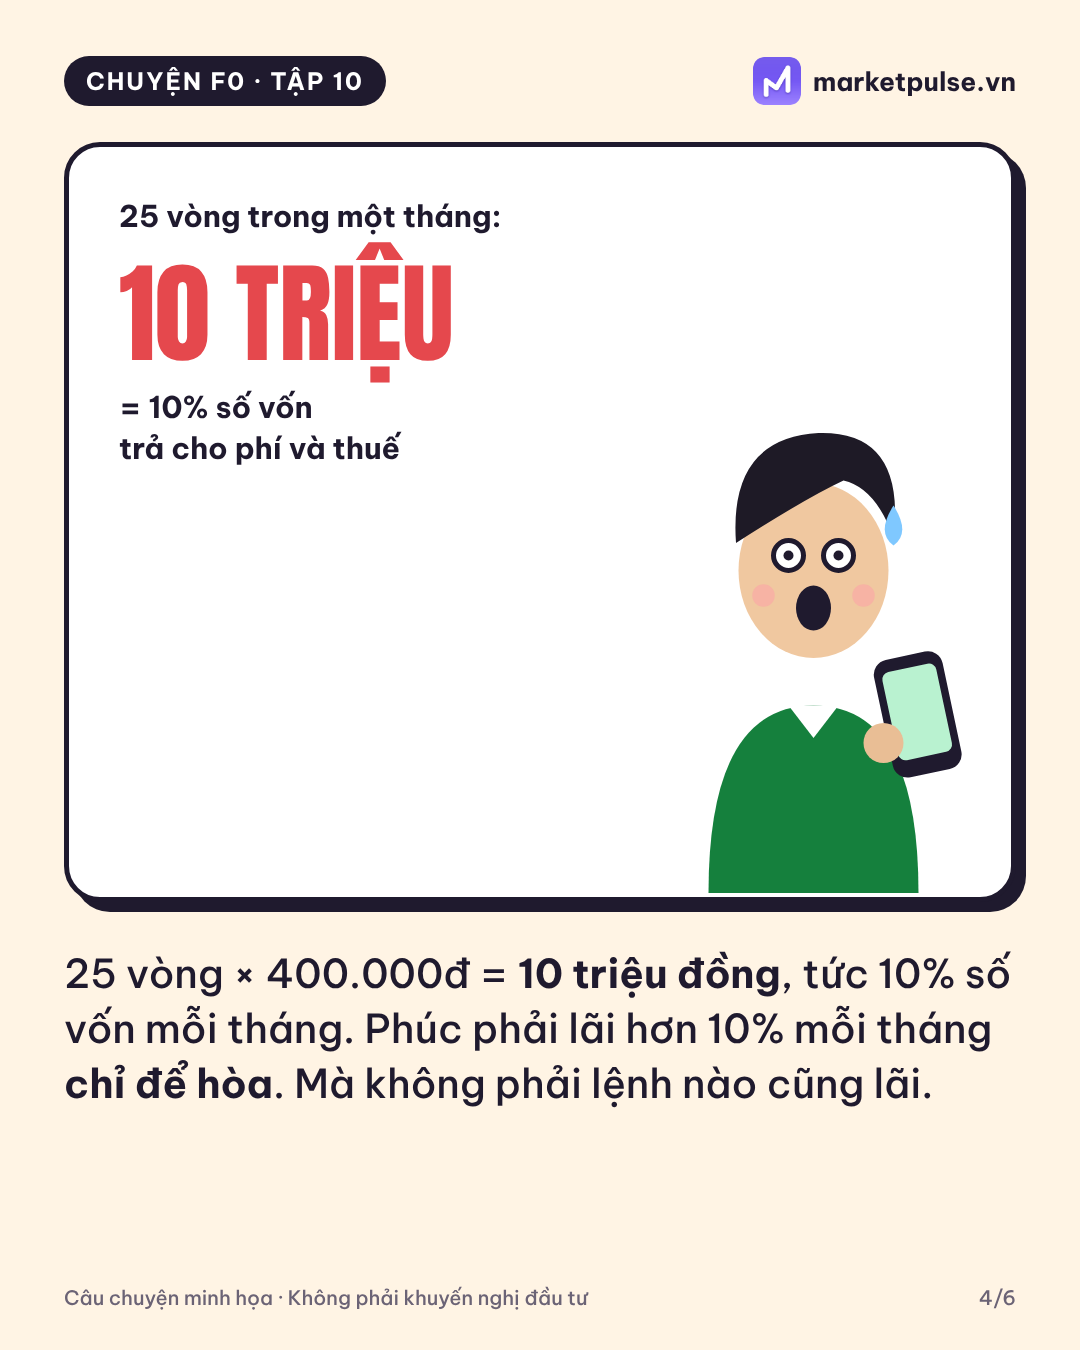 CHUYỆN F0 · TẬP 10
marketpulse.vn
25 vòng trong một tháng:
10 TRIỆU
= 10% số vốn
trả cho phí và thuế
25 vòng × 400.000đ = 10 triệu đồng, tức 10% số
vốn mỗi tháng. Phúc phải lãi hơn 10% mỗi tháng
chỉ để hòa. Mà không phải lệnh nào cũng lãi.
Câu chuyện minh họa · Không phải khuyến nghị đầu tư
4/6